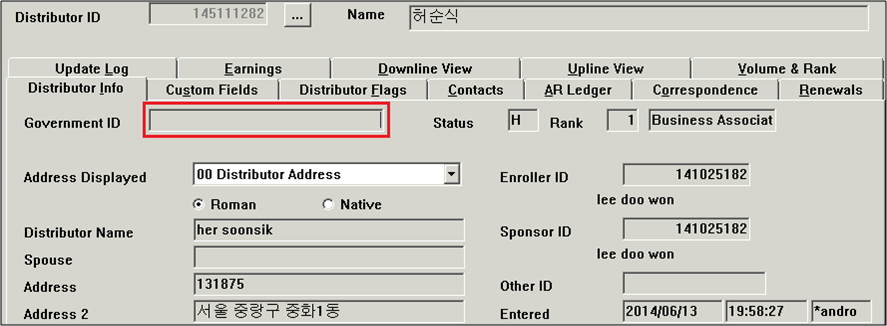 Distributor ID 145111282 ... Name 허순식
Update Log Earnings Downline View Upline View Volume & Rank
Distributor Info Custom Fields Distributor Flags Contacts AR Ledger Correspondence Renewals
Government ID Status H Rank 1 Business Associat
Address Displayed 00 Distributor Address Enroller ID 141025182
Roman Native lee doo won
Distributor Name her soonsik Sponsor ID 141025182
Spouse lee doo won
Address 131875 Other ID
Address 2 서울 중랑구 중화1동 Entered 2014/06/13 19:58:27 *andro